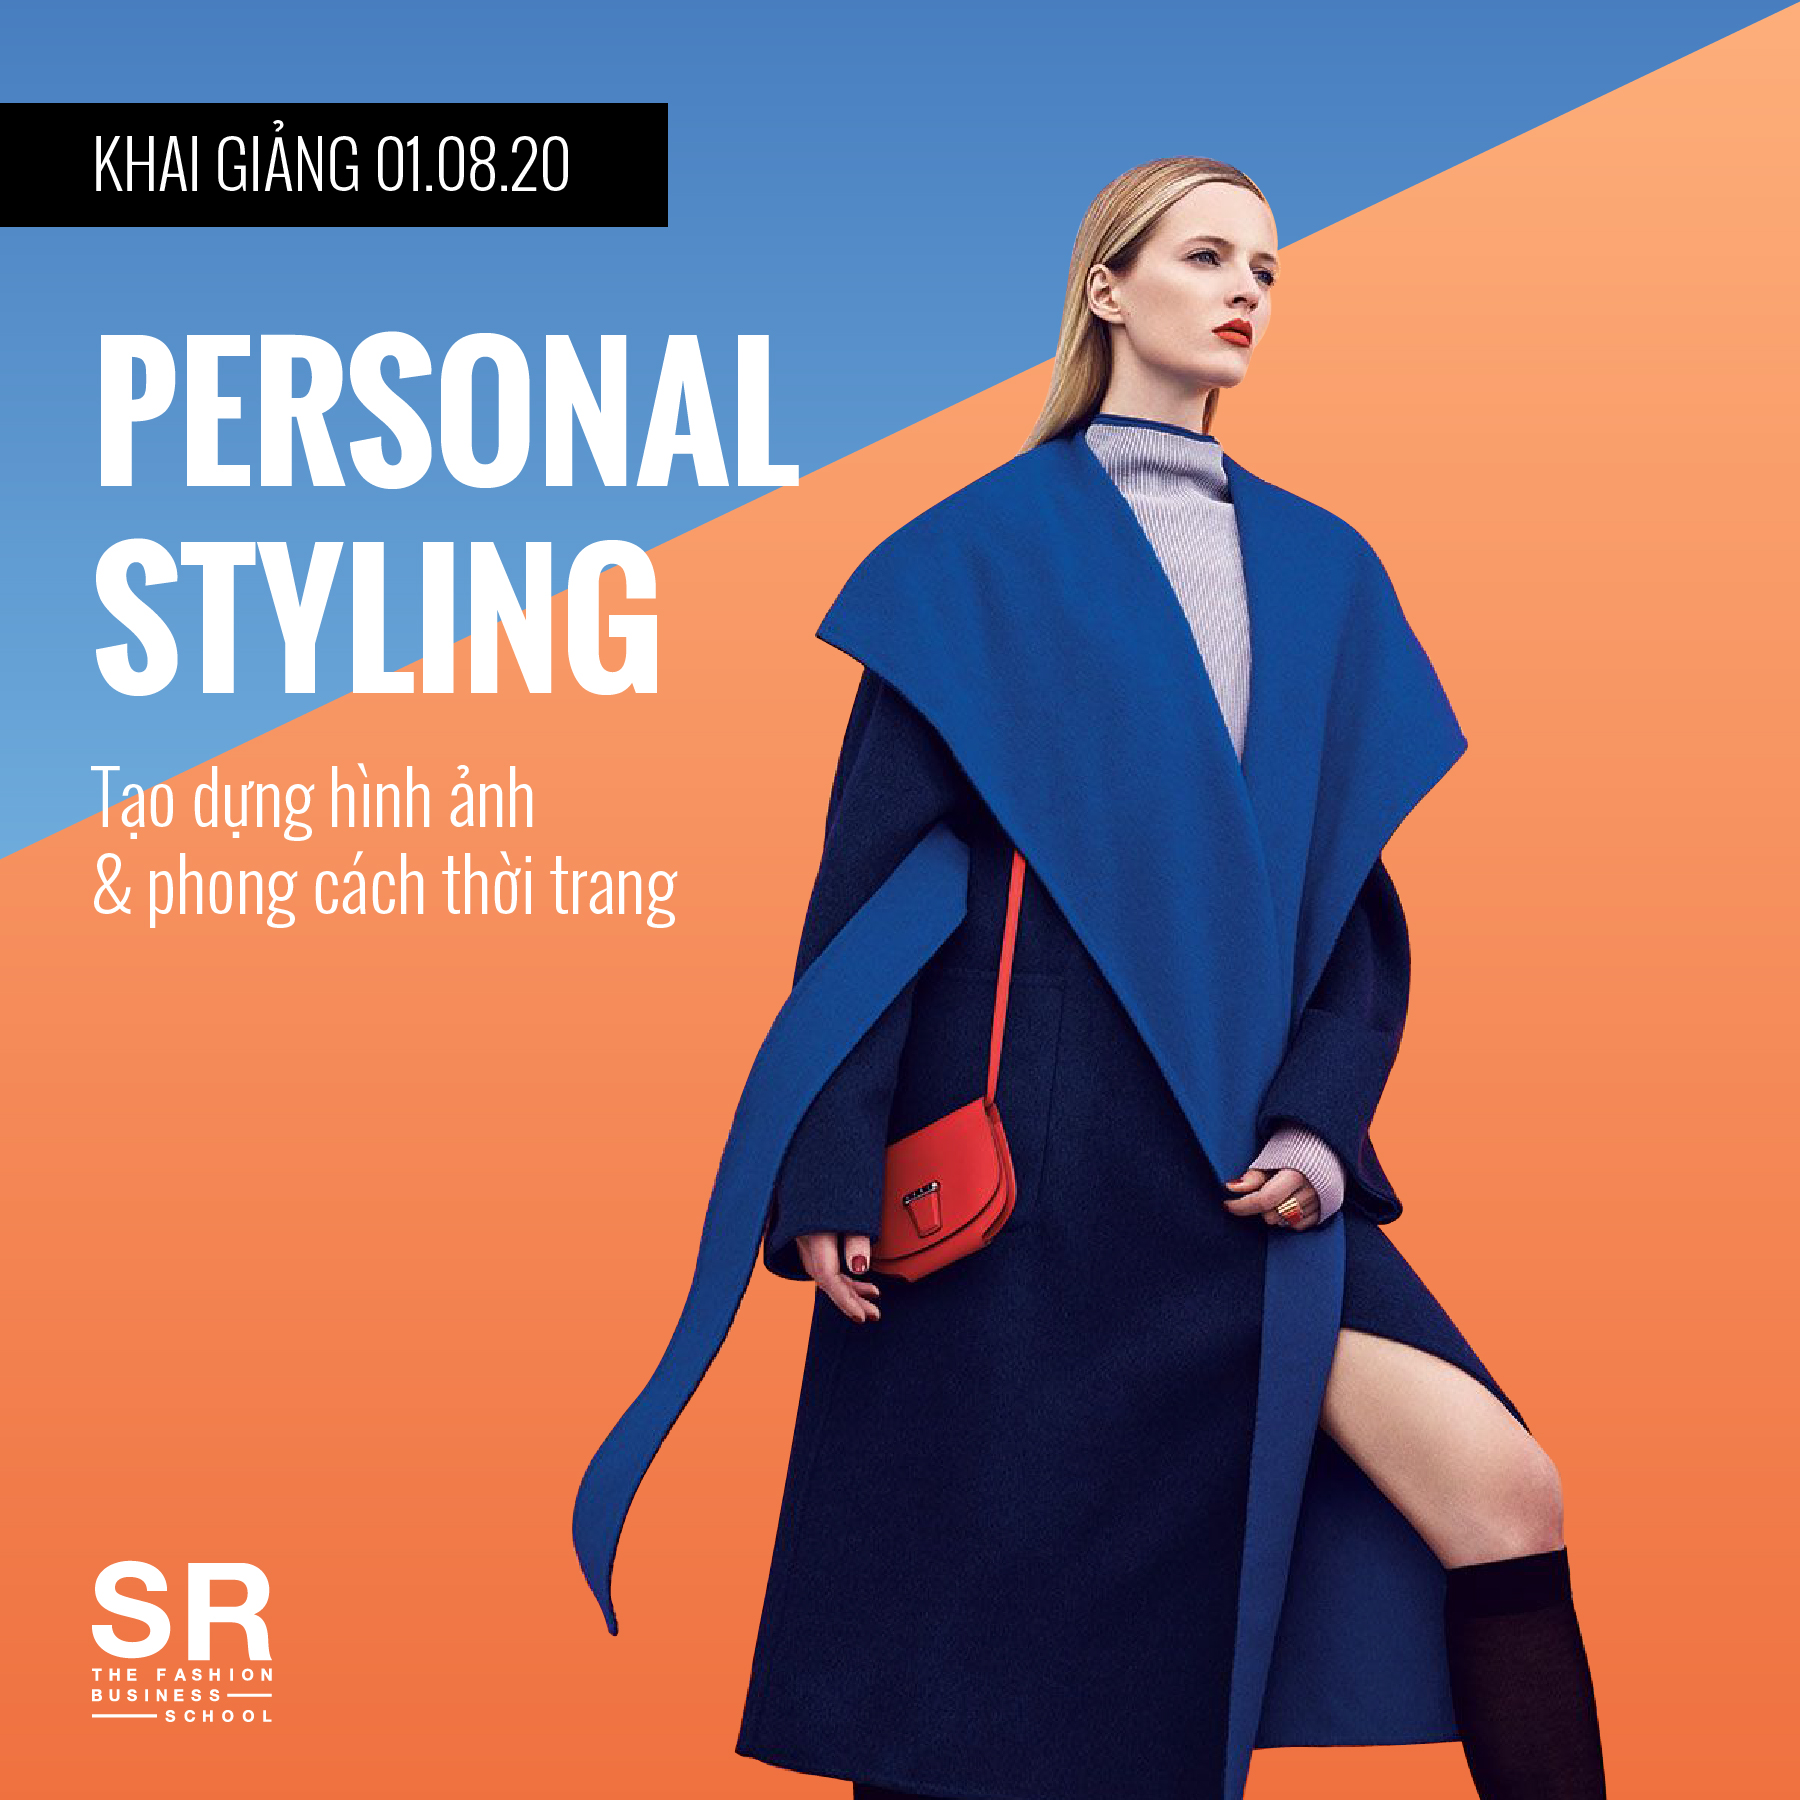 KHAI GIẢNG 01.08.20
PERSONAL
STYLING
Tạo dựng hình ảnh
& phong cách thời trang
SR
THE FASHION
BUSINESS
SCHOOL